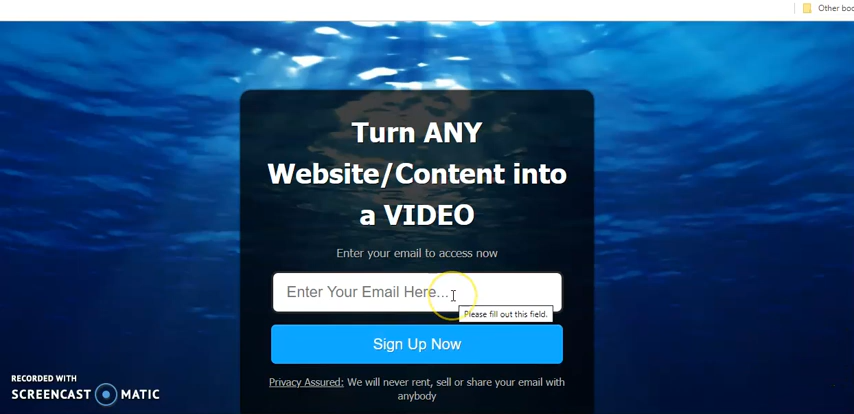 Other boo
Turn ANY
Website/Content into
a VIDEO
Enter your email to access now
Enter Your Email Here...
Please fill out this field.
Sign Up Now
Privacy Assured: We will never rent, sell or share your email with
anybody
RECORDED WITH
SCREENCAST MATIC